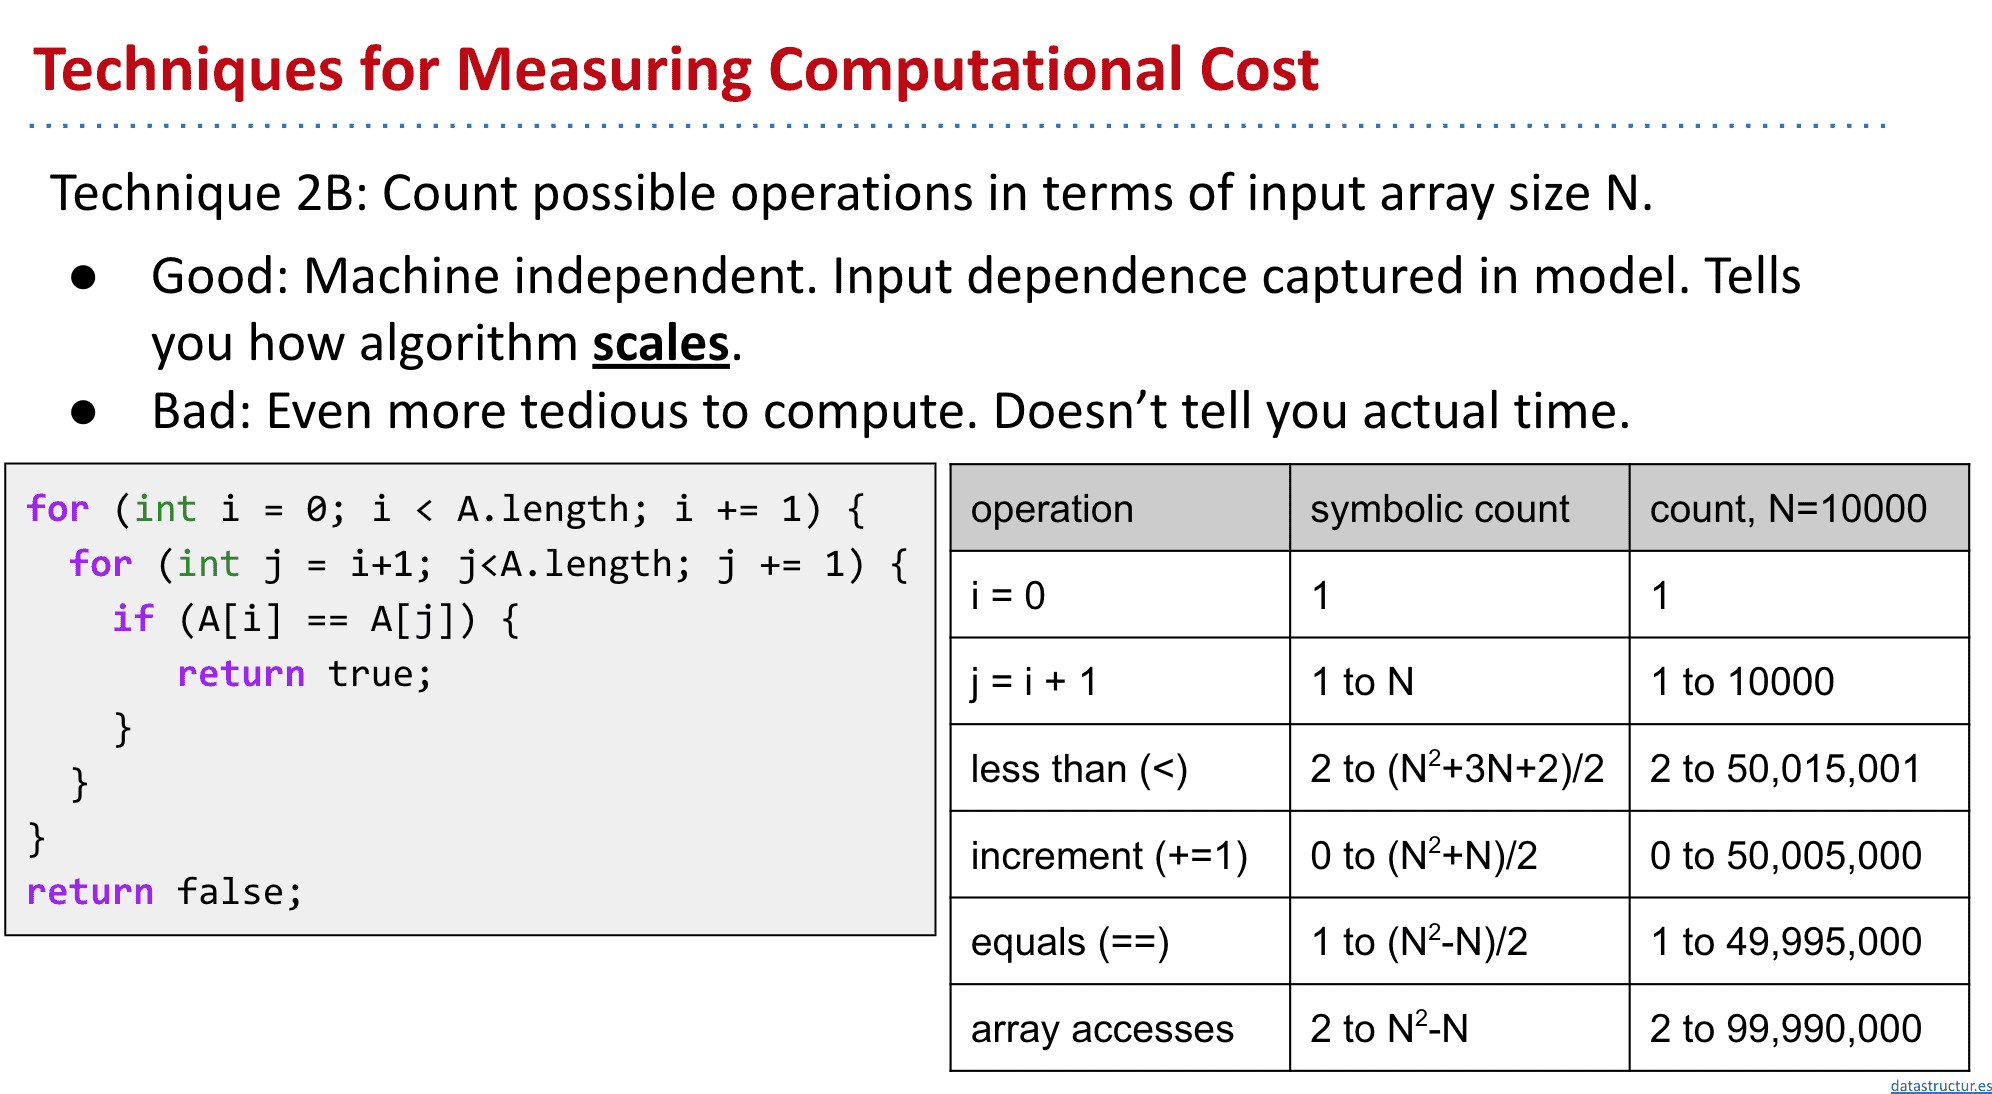 Techniques for Measuring Computational Cost
Technique 2B: Count possible operations in terms of input array size N.
● Good: Machine independent. Input dependence captured in model. Tells
you how algorithm scales.
● Bad: Even more tedious to compute. Doesn’t tell you actual time.
for (int i = 0; i < A.length; i += 1) {
  for (int j = i+1; j<A.length; j += 1) {
    if (A[i] == A[j]) {
       return true;
    }
  }
}
return false;
operation symbolic count count, N=10000
i = 0 1 1
j = i + 1 1 to N 1 to 10000
less than (<) 2 to (N²+3N+2)/2 2 to 50,015,001
increment (+=1) 0 to (N²+N)/2 0 to 50,005,000
equals (==) 1 to (N²-N)/2 1 to 49,995,000
array accesses 2 to N²-N 2 to 99,990,000
datastructur.es